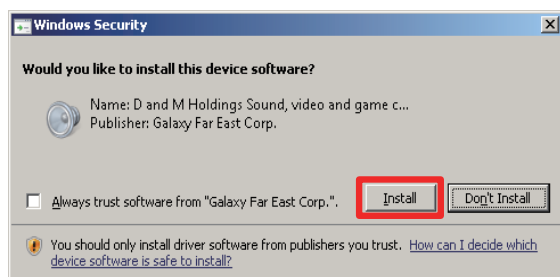 Windows Security
Would you like to install this device software?
Name: D and M Holdings Sound, video and game c...
Publisher: Galaxy Far East Corp.
Always trust software from "Galaxy Far East Corp.".
Install
Don't Install
You should only install driver software from publishers you trust. How can I decide which
device software is safe to install?